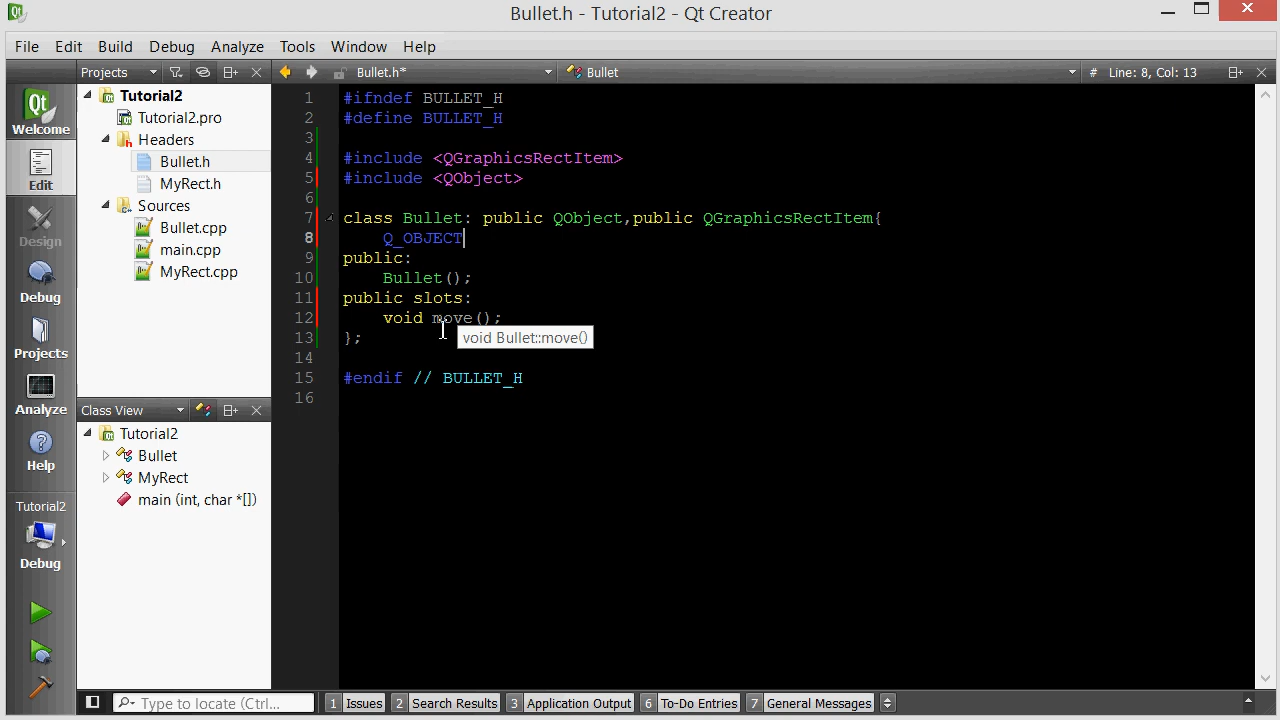 Bullet.h - Tutorial2 - Qt Creator
File Edit Build Debug Analyze Tools Window Help
Projects
Bullet.h*
Bullet
# Line: 8, Col: 13
Qt
Welcome
Edit
Design
Debug
Projects
Analyze
Help
Tutorial2
Debug
Tutorial2
Tutorial2.pro
Headers
Bullet.h
MyRect.h
Sources
Bullet.cpp
main.cpp
MyRect.cpp
Class View
Tutorial2
Bullet
MyRect
main (int, char *[])
1 #ifndef BULLET_H
2 #define BULLET_H
3
4 #include <QGraphicsRectItem>
5 #include <QObject>
6
7 class Bullet: public QObject,public QGraphicsRectItem{
8 Q_OBJECT
9 public:
10 Bullet();
11 public slots:
12 void move();
13 };
void Bullet::move()
14
15 #endif // BULLET_H
16
Type to locate (Ctrl...
1 Issues 2 Search Results 3 Application Output 6 To-Do Entries 7 General Messages